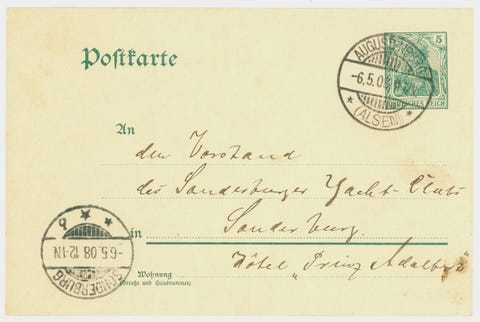 Postkarte
AUGUSTENBURG
-6.5.08
* (ALSEN) *
5
DEUTSCHES REICH
An
den Vorstand
des Sonderburger Yacht-Clubs
in Sonderburg
Hôtel „Prinz Adalbert“
Wohnung
(Straße und Hausnummer)
* * b
-6.5.08 12-1N
SONDERBURG